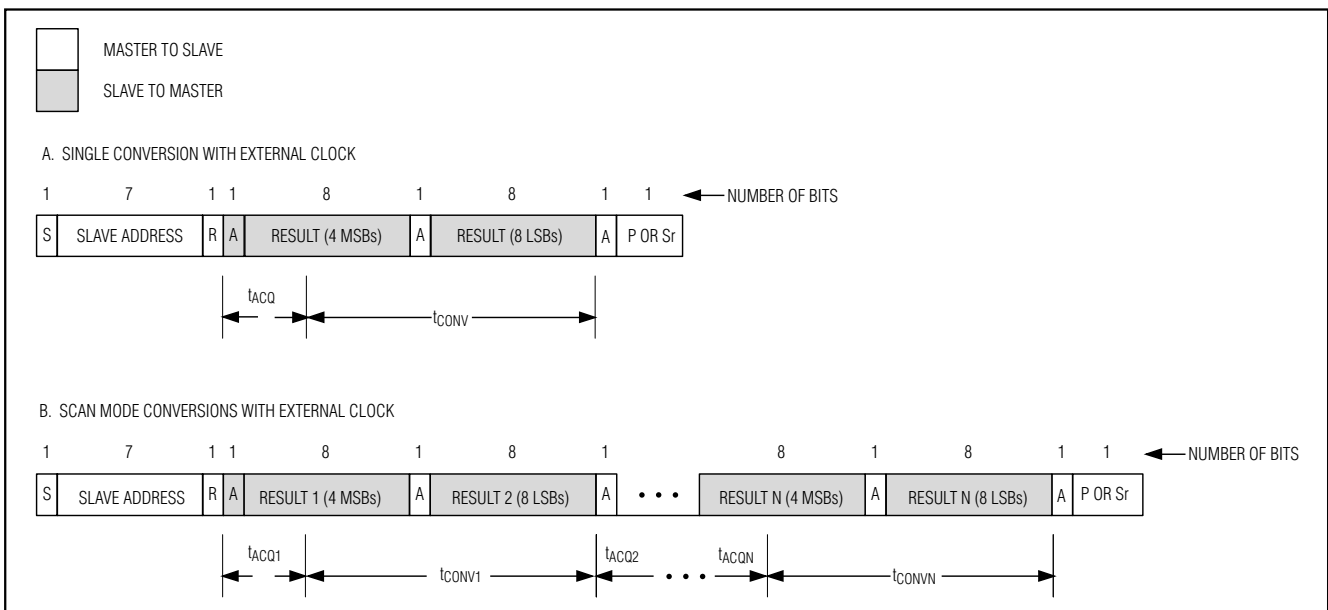 MASTER TO SLAVE
SLAVE TO MASTER
A. SINGLE CONVERSION WITH EXTERNAL CLOCK
1 7 1 1 8 1 8 1 1 NUMBER OF BITS
S SLAVE ADDRESS R A RESULT (4 MSBs) A RESULT (8 LSBs) A P OR Sr
tACQ tCONV
B. SCAN MODE CONVERSIONS WITH EXTERNAL CLOCK
1 7 1 1 8 1 8 1 8 1 8 1 1 NUMBER OF BITS
S SLAVE ADDRESS R A RESULT 1 (4 MSBs) A RESULT 2 (8 LSBs) A • • • RESULT N (4 MSBs) A RESULT N (8 LSBs) A P OR Sr
tACQ1 tCONV1 tACQ2 • • • tACQN tCONVN